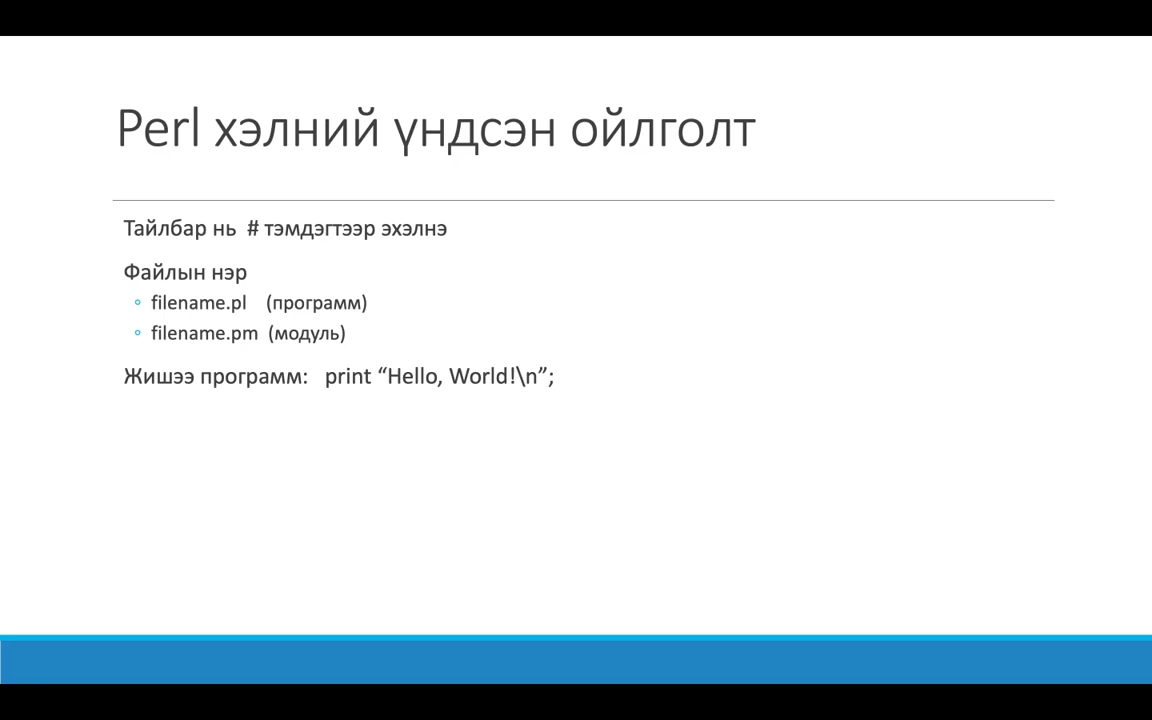 Perl хэлний үндсэн ойлголт
Тайлбар нь # тэмдэгтээр эхэлнэ
Файлын нэр
filename.pl (программ)
filename.pm (модуль)
Жишээ программ: print “Hello, World!\n”;